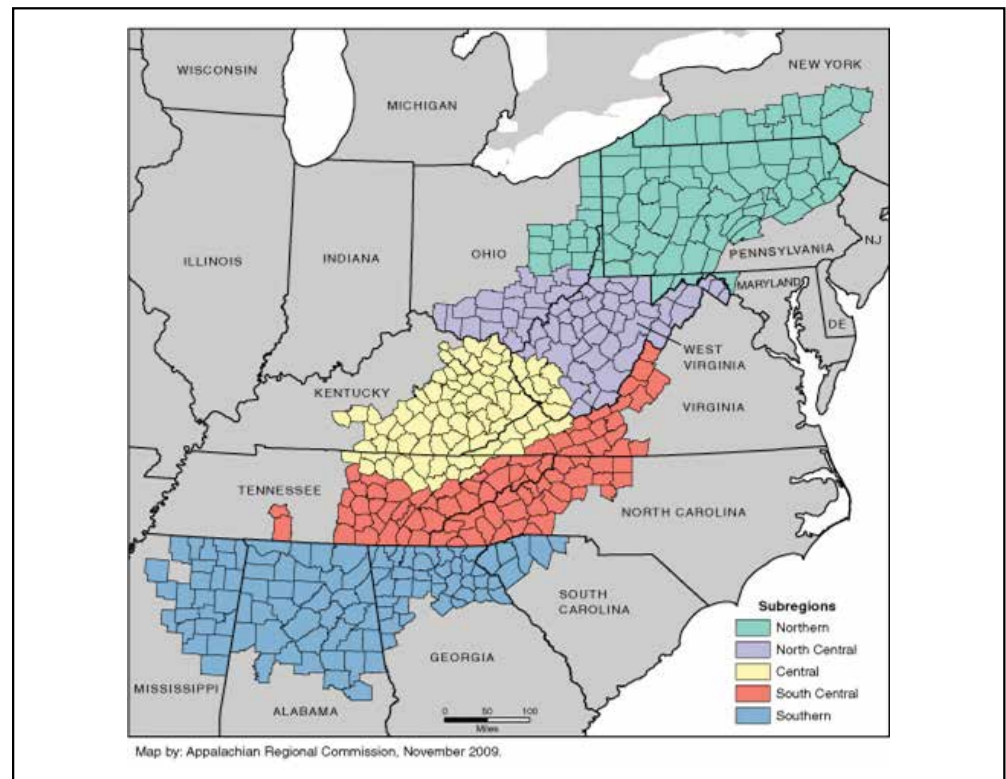 WISCONSIN
MICHIGAN
NEW YORK
ILLINOIS
INDIANA
OHIO
PENNSYLVANIA
NJ
MARYLAND
DE
WEST
VIRGINIA
KENTUCKY
VIRGINIA
TENNESSEE
NORTH CAROLINA
SOUTH
CAROLINA
GEORGIA
MISSISSIPPI
ALABAMA
Subregions
Northern
North Central
Central
South Central
Southern
0 50 100
Miles
Map by: Appalachian Regional Commission, November 2009.